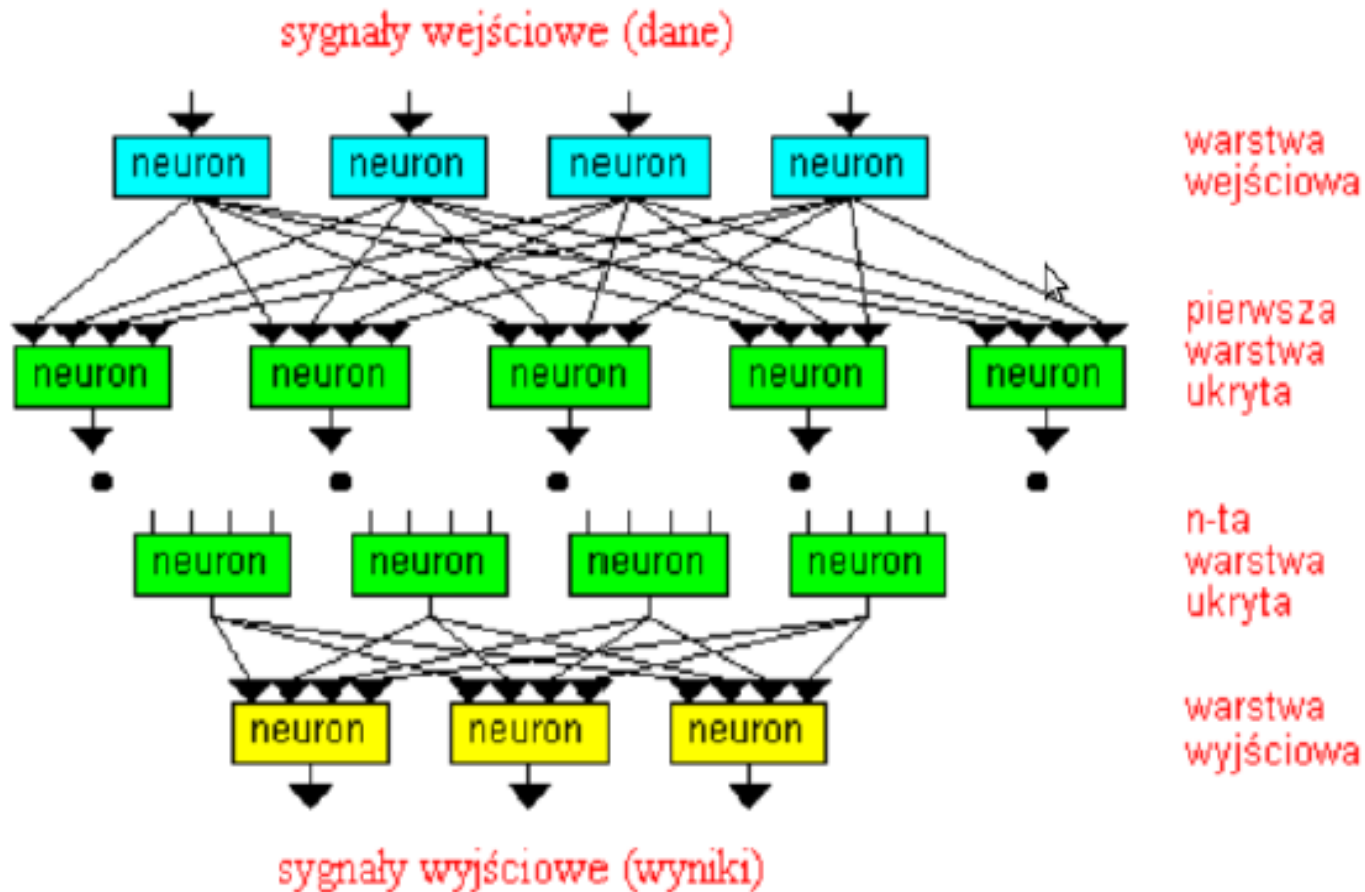 sygnały wejściowe (dane)
neuron neuron neuron neuron
warstwa
wejściowa
neuron neuron neuron neuron neuron
pierwsza
warstwa
ukryta
neuron neuron neuron neuron
n-ta
warstwa
ukryta
neuron neuron neuron
warstwa
wyjściowa
sygnały wyjściowe (wyniki)